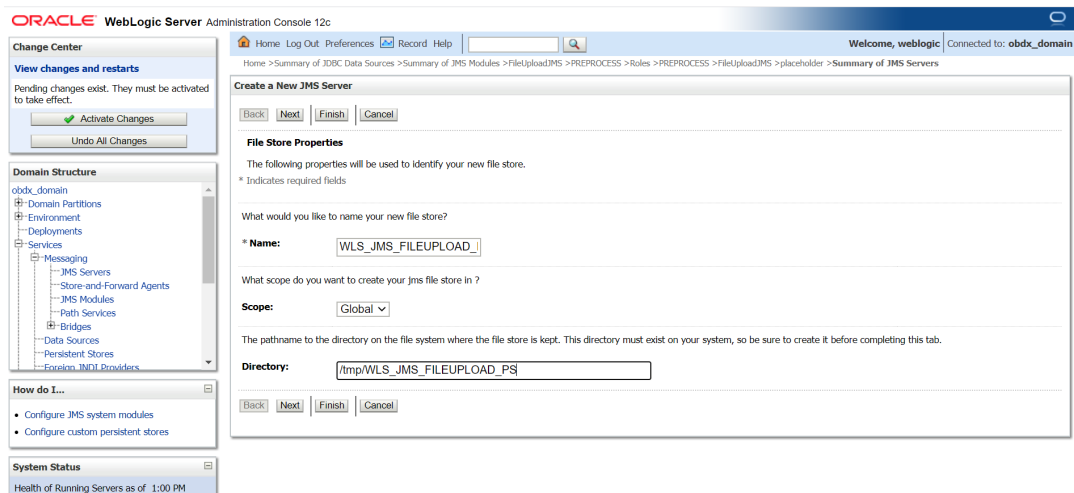 ORACLE WebLogic Server Administration Console 12c
Change Center
View changes and restarts
Pending changes exist. They must be activated
to take effect.
Activate Changes
Undo All Changes
Domain Structure
obdx_domain
Domain Partitions
Environment
Deployments
Services
Messaging
JMS Servers
Store-and-Forward Agents
JMS Modules
Path Services
Bridges
Data Sources
Persistent Stores
Foreign JNDI Providers
How do I...
Configure JMS system modules
Configure custom persistent stores
System Status
Health of Running Servers as of 1:00 PM
Home Log Out Preferences Record Help
Welcome, weblogic Connected to: obdx_domain
Home >Summary of JDBC Data Sources >Summary of JMS Modules >FileUploadJMS >PREPROCESS >Roles >PREPROCESS >FileUploadJMS >placeholder >Summary of JMS Servers
Create a New JMS Server
Back Next Finish Cancel
File Store Properties
The following properties will be used to identify your new file store.
* Indicates required fields
What would you like to name your new file store?
* Name: WLS_JMS_FILEUPLOAD_
What scope do you want to create your jms file store in ?
Scope: Global
The pathname to the directory on the file system where the file store is kept. This directory must exist on your system, so be sure to create it before completing this tab.
Directory: /tmp/WLS_JMS_FILEUPLOAD_PS
Back Next Finish Cancel